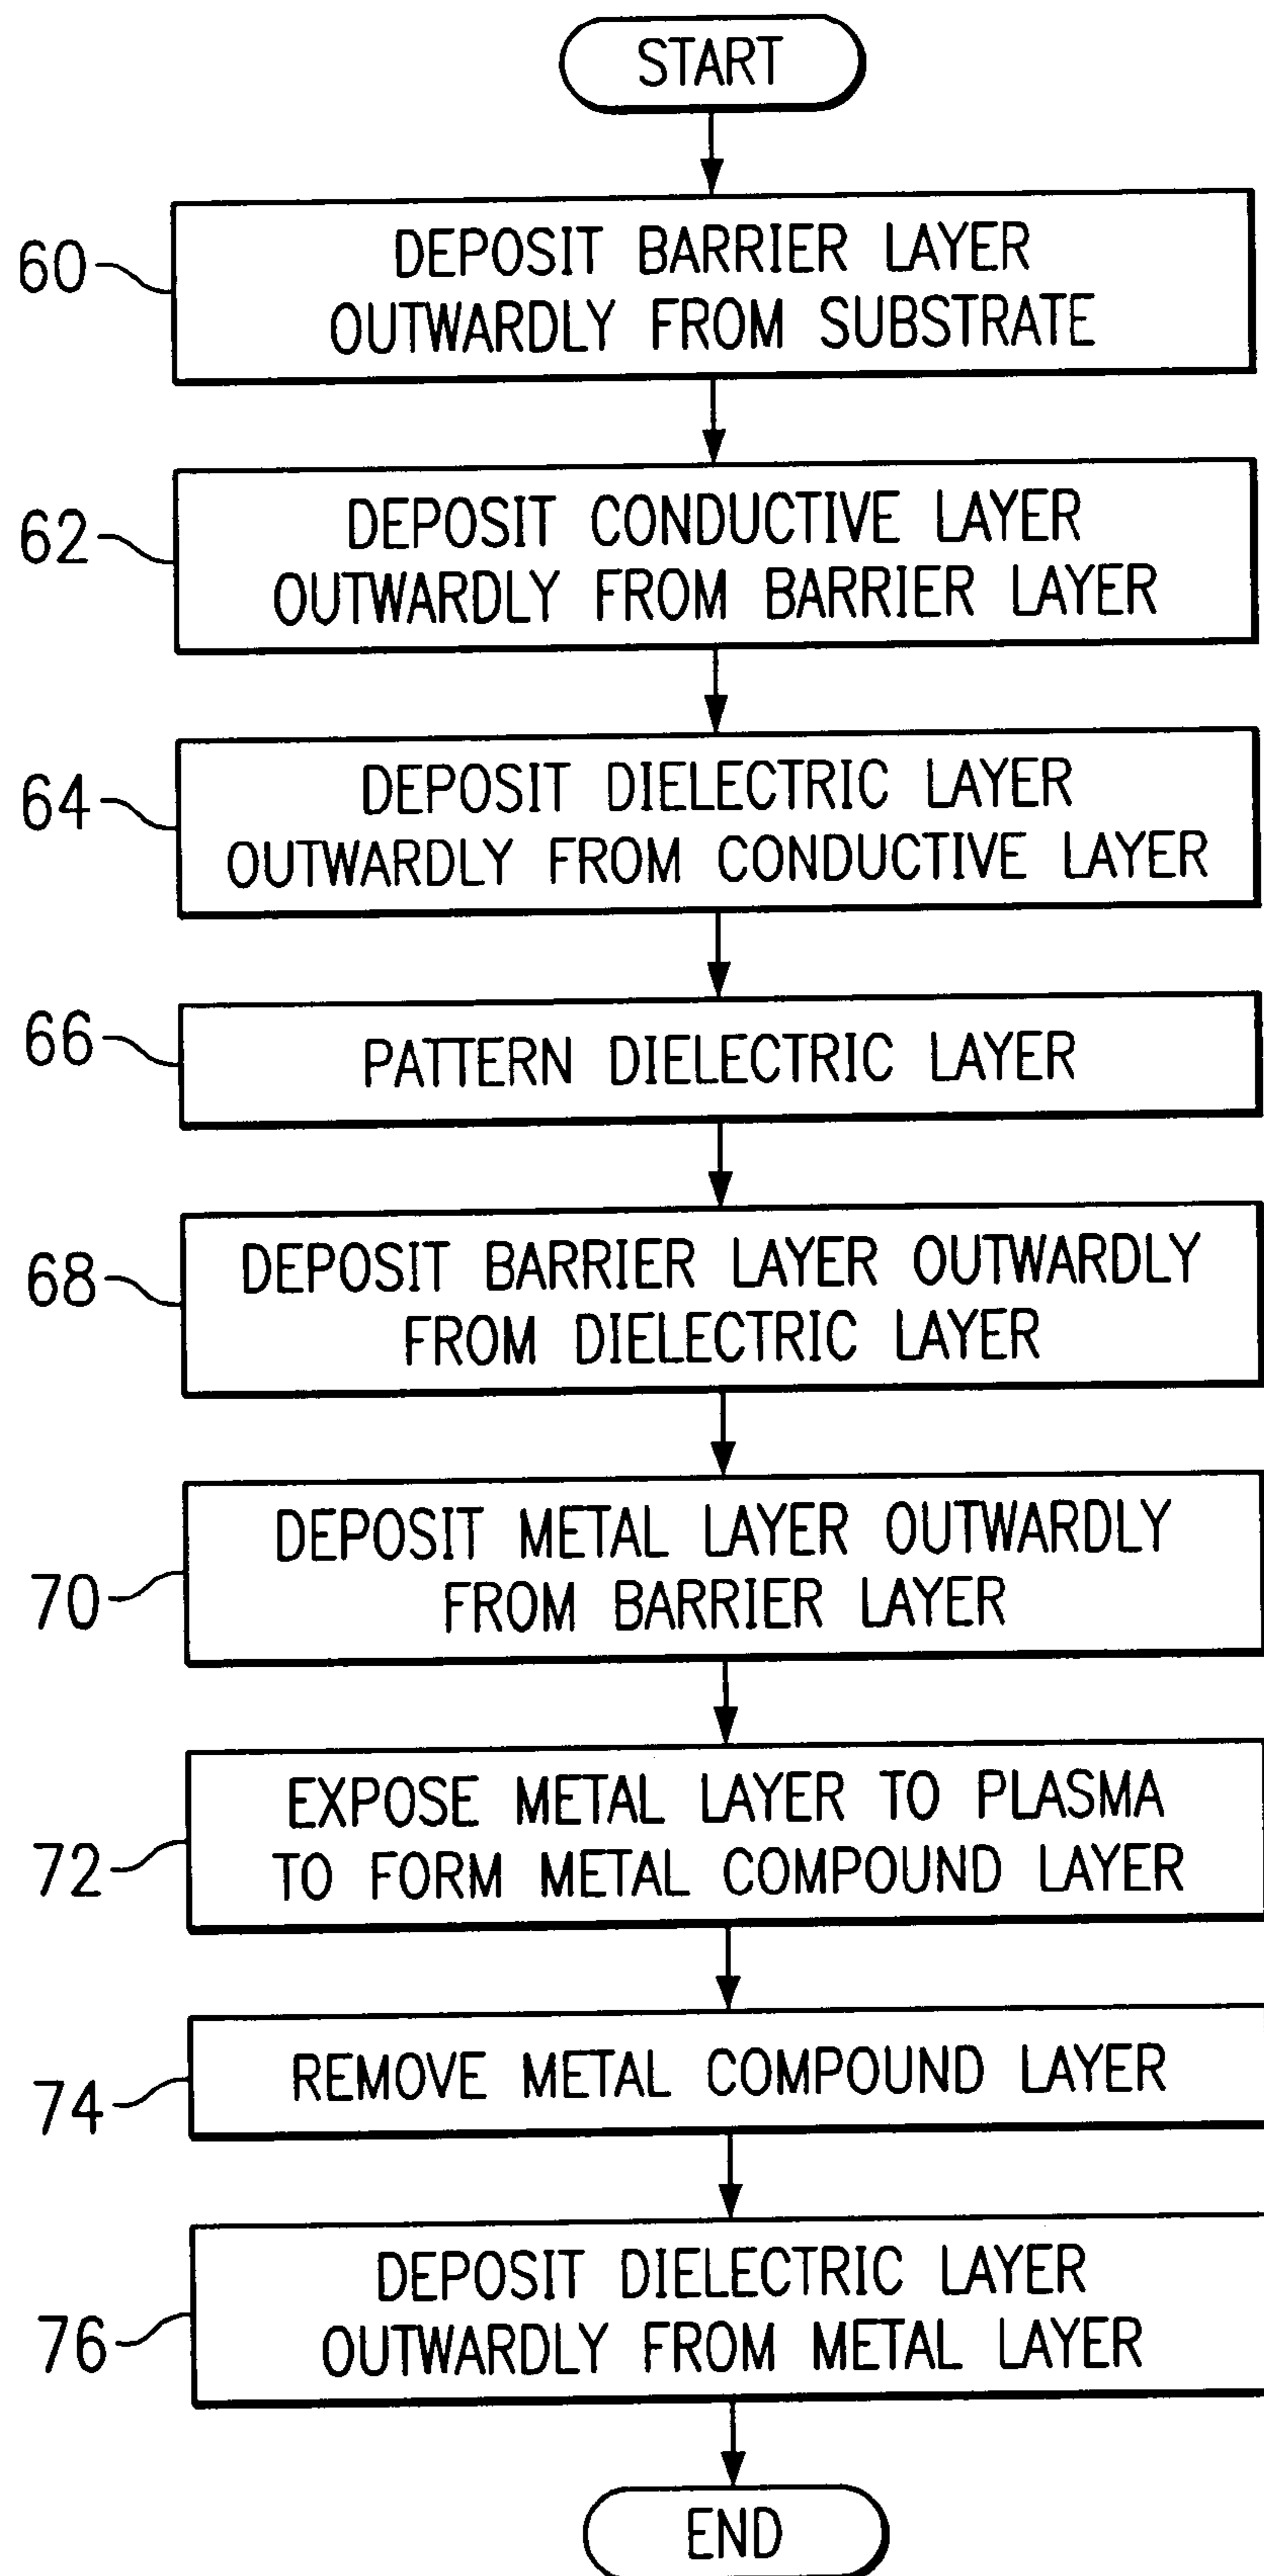 START
60
DEPOSIT BARRIER LAYER
OUTWARDLY FROM SUBSTRATE
62
DEPOSIT CONDUCTIVE LAYER
OUTWARDLY FROM BARRIER LAYER
64
DEPOSIT DIELECTRIC LAYER
OUTWARDLY FROM CONDUCTIVE LAYER
66
PATTERN DIELECTRIC LAYER
68
DEPOSIT BARRIER LAYER OUTWARDLY
FROM DIELECTRIC LAYER
70
DEPOSIT METAL LAYER OUTWARDLY
FROM BARRIER LAYER
72
EXPOSE METAL LAYER TO PLASMA
TO FORM METAL COMPOUND LAYER
74
REMOVE METAL COMPOUND LAYER
76
DEPOSIT DIELECTRIC LAYER
OUTWARDLY FROM METAL LAYER
END